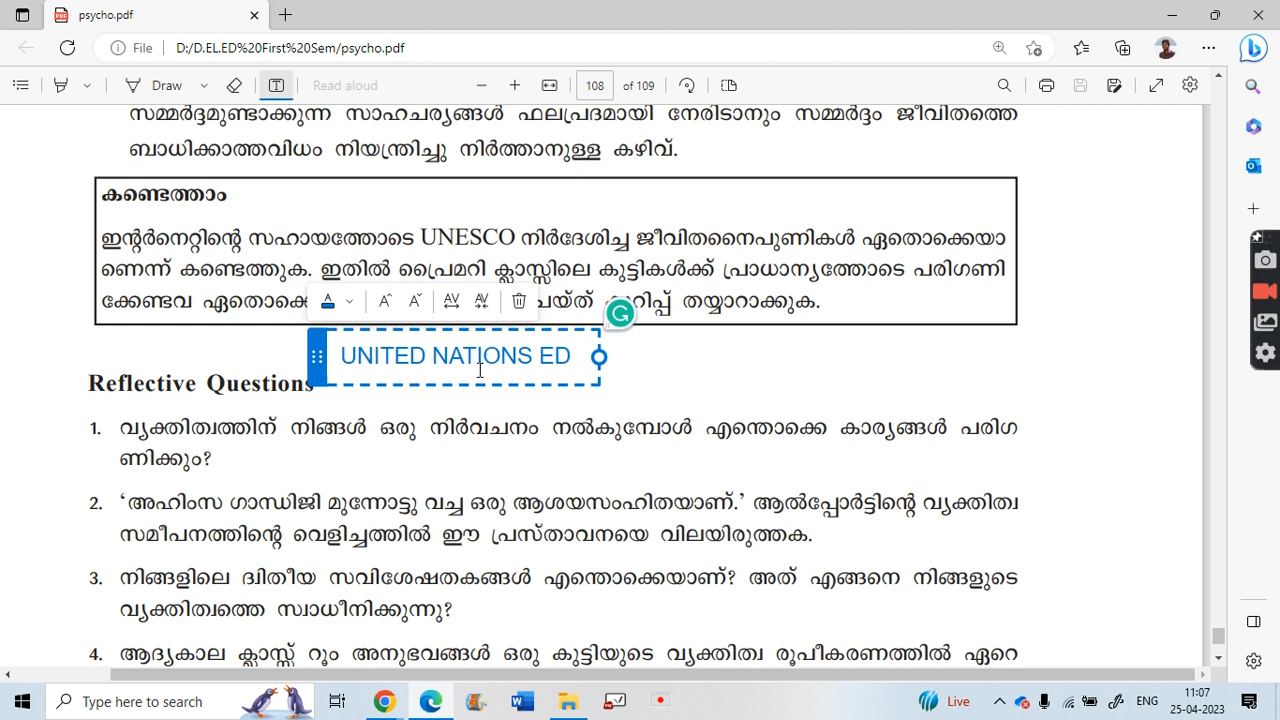 psycho.pdf
File
D:/D.EL.ED%20First%20Sem/psycho.pdf
Draw
Read aloud
108 of 109
സമ്മർദ്ദമുണ്ടാക്കുന്ന സാഹചര്യങ്ങൾ ഫലപ്രദമായി നേരിടാനും സമ്മർദ്ദം ജീവിതത്തെ
ബാധിക്കാത്തവിധം നിയന്ത്രിച്ചു നിർത്താനുള്ള കഴിവ്.
കണ്ടെത്താം
ഇന്റർനെറ്റിന്റെ സഹായത്തോടെ UNESCO നിർദേശിച്ച ജീവിതനൈപുണികൾ ഏതൊക്കെയാ
ണെന്ന് കണ്ടെത്തുക. ഇതിൽ പ്രൈമറി ക്ലാസ്സിലെ കുട്ടികൾക്ക് പ്രാധാന്യത്തോടെ പരിഗണി
ക്കേണ്ടവ ഏതൊക്കെ ചെയ്ത് കുറിപ്പ് തയ്യാറാക്കുക.
UNITED NATIONS ED
Reflective Questions
1. വ്യക്തിത്വത്തിന് നിങ്ങൾ ഒരു നിർവചനം നൽകുമ്പോൾ എന്തൊക്കെ കാര്യങ്ങൾ പരിഗ
ണിക്കും?
2. 'അഹിംസ ഗാന്ധിജി മുന്നോട്ടു വച്ച ഒരു ആശയസംഹിതയാണ്.' ആൽപ്പോർട്ടിന്റെ വ്യക്തിത്വ
സമീപനത്തിന്റെ വെളിച്ചത്തിൽ ഈ പ്രസ്താവനയെ വിലയിരുത്തക.
3. നിങ്ങളിലെ ദ്വിതീയ സവിശേഷതകങ്ങൾ എന്തൊക്കെയാണ്? അത് എങ്ങനെ നിങ്ങളുടെ
വ്യക്തിത്വത്തെ സ്വാധീനിക്കുന്നു?
4. ആദ്യകാല ക്ലാസ്സ് റൂം അനുഭവങ്ങൾ ഒരു കുട്ടിയുടെ വ്യക്തിത്വ രൂപീകരണത്തിൽ ഏറെ
Type here to search
Live
ENG
11:07
25-04-2023